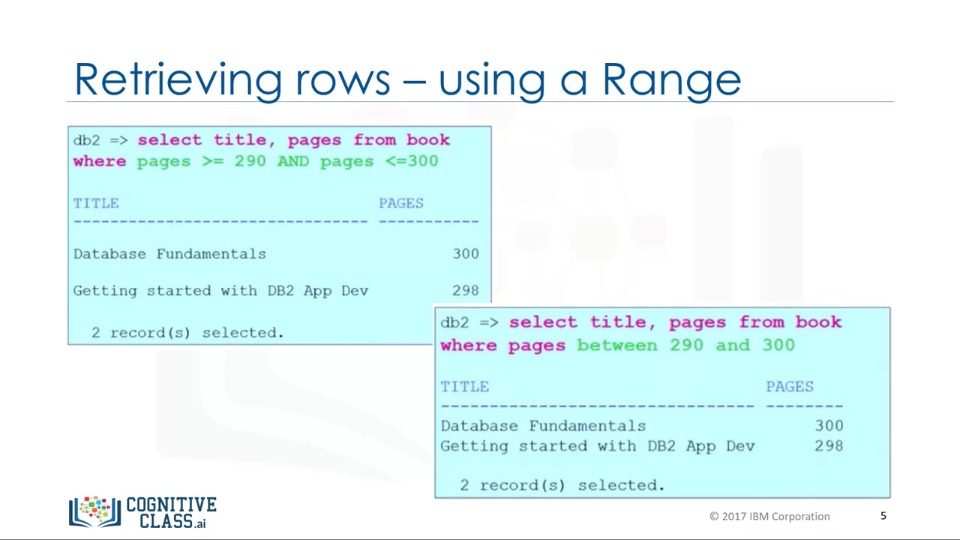 Retrieving rows – using a Range
db2 => select title, pages from book
where pages >= 290 AND pages <=300
TITLE PAGES
-------------------------------- -----------
Database Fundamentals 300
Getting started with DB2 App Dev 298
2 record(s) selected.
db2 => select title, pages from book
where pages between 290 and 300
TITLE PAGES
-------------------------------- --------
Database Fundamentals 300
Getting started with DB2 App Dev 298
2 record(s) selected.
COGNITIVE
CLASS.ai
© 2017 IBM Corporation 5